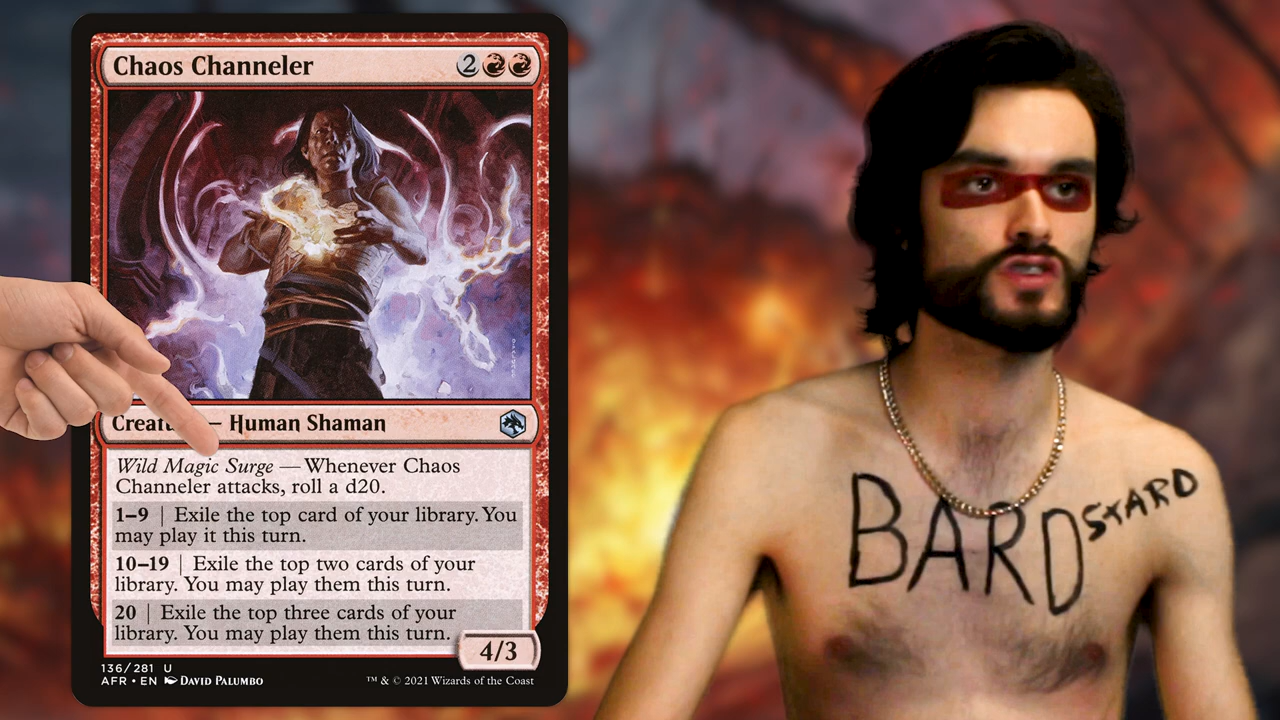 Chaos Channeler 2
Creatu — Human Shaman
Wild Magic Surge — Whenever Chaos
Channeler attacks, roll a d20.
1–9 | Exile the top card of your library. You
may play it this turn.
10–19 | Exile the top two cards of your
library. You may play them this turn.
20 | Exile the top three cards of your
library. You may play them this turn.
4/3
136/281 U
AFR • EN DAVID PALUMBO
™ & © 2021 Wizards of the Coast
BARDSTARD